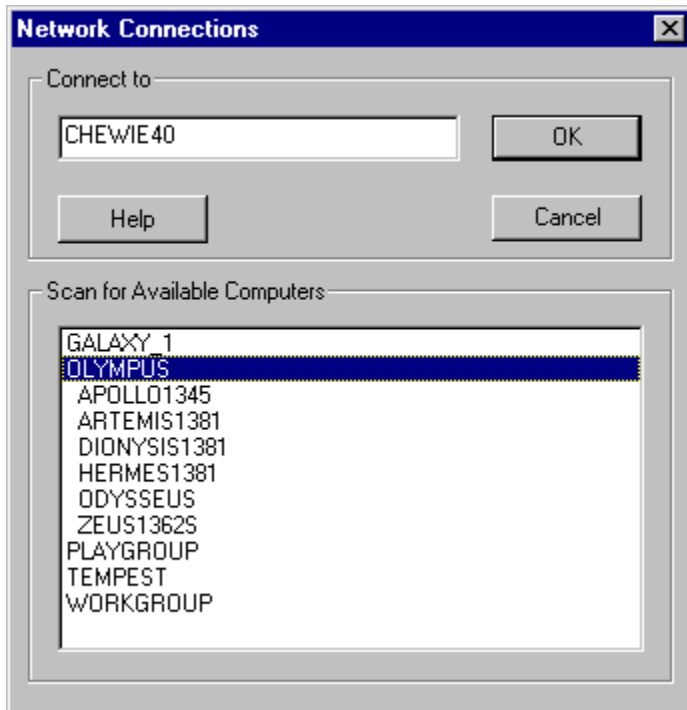 Network Connections
Connect to
CHEWIE40
OK
Help
Cancel
Scan for Available Computers
GALAXY_1
OLYMPUS
APOLLO1345
ARTEMIS1381
DIONYSIS1381
HERMES1381
ODYSSEUS
ZEUS1362S
PLAYGROUP
TEMPEST
WORKGROUP